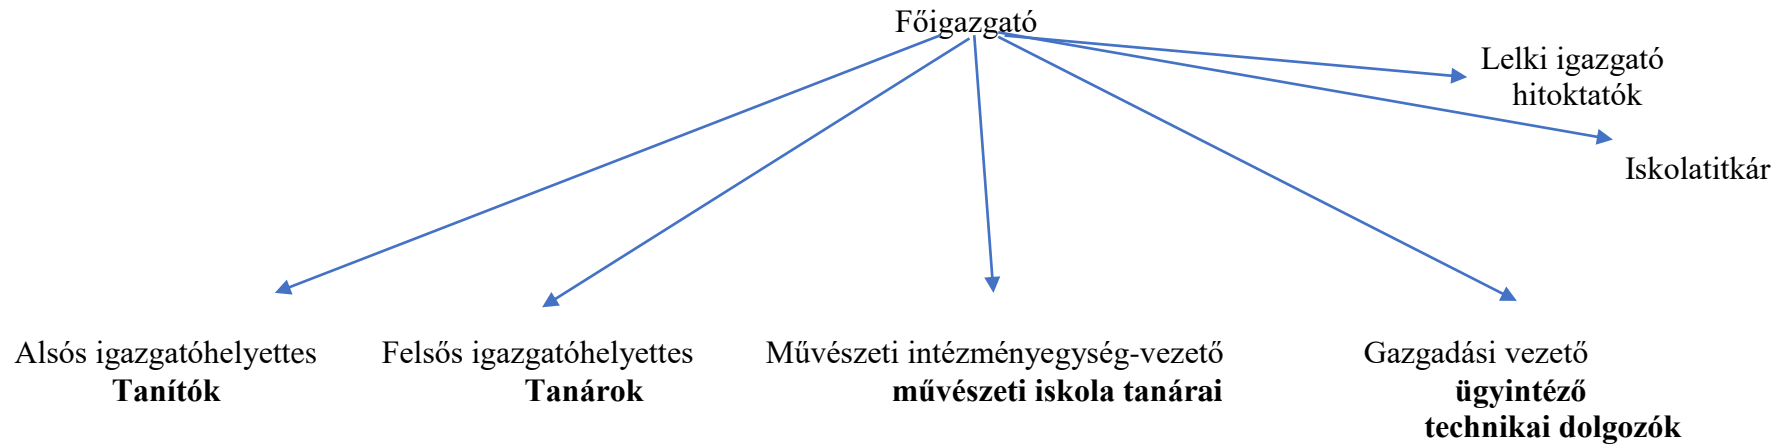 Főigazgató
Lelki igazgató
hitoktatók
Iskolatitkár
Alsós igazgatóhelyettes
Tanítók
Felsős igazgatóhelyettes
Tanárok
Művészeti intézményegység-vezető
művészeti iskola tanárai
Gazgadási vezető
ügyintéző
technikai dolgozók